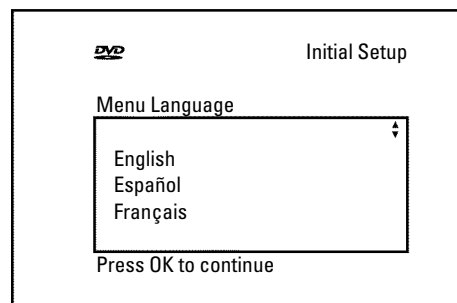 DVD
Initial Setup
Menu Language
English
Español
Français
Press OK to continue